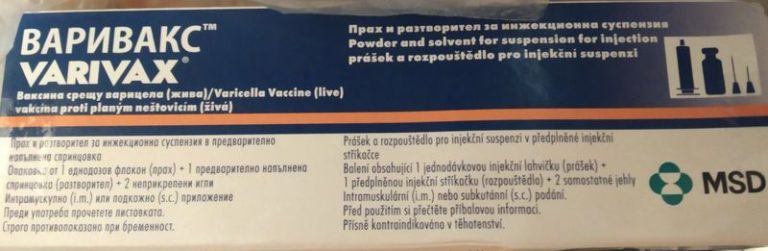 ВАРИВАКС™
VARIVAX®
Ваксина срещу варицела (жива)/Varicella Vaccine (live)
vakcína proti planým neštovicím (živá)
Прах и разтворител за инжекционна суспензия
Powder and solvent for suspension for injection
prášek a rozpouštědlo pro injekční suspenzi
Прах и разтворител за инжекционна суспензия в предварително
напълнена спринцовка
Опаковка от 1 еднодозов флакон (прах) + 1 предварително напълнена
спринцовка (разтворител) + 2 неприкрепени игли
Интрамускулно (i.m.) или подкожно (s.c.) приложение
Преди употреба прочетете листовката.
Строго противопоказано при бременност.
Prášek a rozpouštědlo pro injekční suspenzi v předplněné injekční
stříkačce
Balení obsahující 1 jednodávkovou injekční lahvičku (prášek) +
1 předplněnou injekční stříkačku (rozpouštědlo) + 2 samostatné jehly
Intramuskulární (i.m.) nebo subkutánní (s.c.) podání.
Před použitím si přečtěte příbalovou informaci.
Přísně kontraindikováno v těhotenství.
MSD